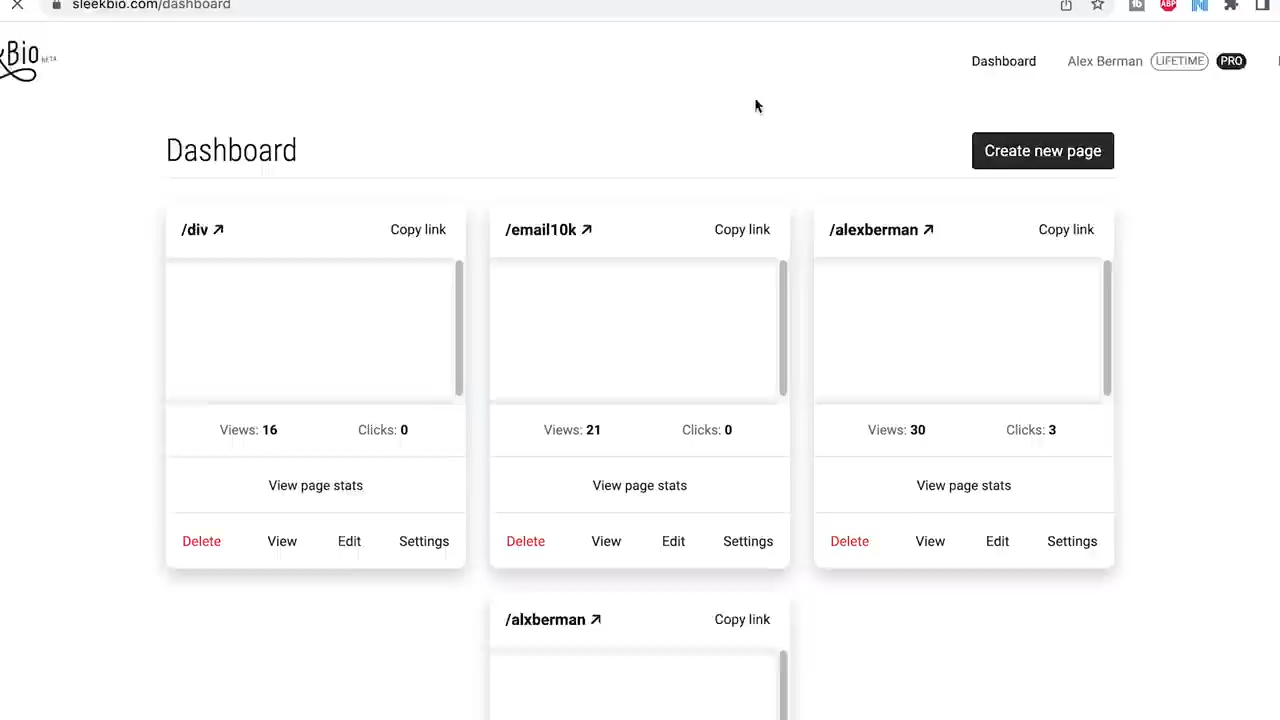 sleekbio.com/dashboard
Bio BETA
Dashboard Alex Berman LIFETIME PRO
Dashboard
Create new page
/div ↗ Copy link
/email10k ↗ Copy link
/alexberman ↗ Copy link
Views: 16 Clicks: 0
Views: 21 Clicks: 0
Views: 30 Clicks: 3
View page stats
View page stats
View page stats
Delete View Edit Settings
Delete View Edit Settings
Delete View Edit Settings
/alxberman ↗ Copy link